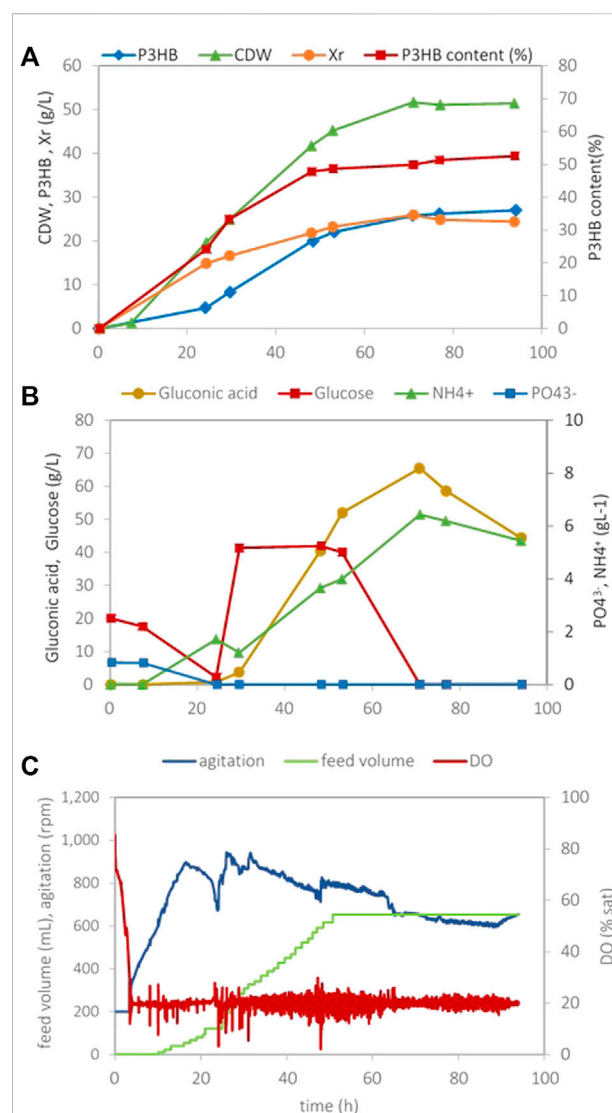 A
P3HB CDW Xr P3HB content (%)
60 80
50 70
40 60
30 50
20 40
10 30
0 20
10
0
CDW, P3HB , Xr (g/L)
P3HB content(%)
0 20 40 60 80 100
B
Gluconic acid Glucose NH4+ PO43-
80 10
70 8
60 6
50 4
40 2
30 0
20
10
0
Gluconic acid, Glucose (g/L)
PO4³⁻, NH4⁺ (gL-1)
0 20 40 60 80 100
C
agitation feed volume DO
1,200 100
1,000 80
800 60
600 40
400 20
200 0
0
feed volume (mL), agitation (rpm)
DO (% sat)
0 20 40 60 80 100
time (h)